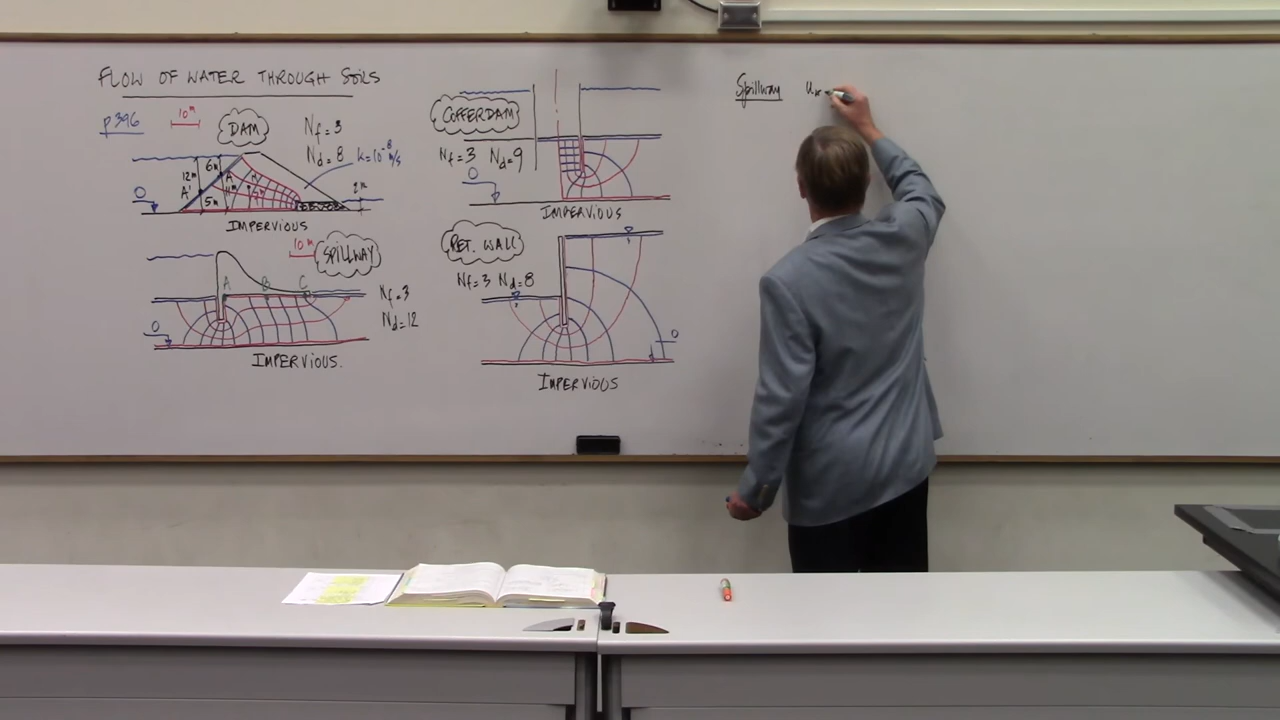 FLOW OF WATER THROUGH SOILS
p396
10m
DAM
Nf=3
Nd=8
k=10⁻⁸ m/s
12m
6m
A
A'
5m
2m
O
IMPERVIOUS
10m
SPILLWAY
A B C
Nf=3
Nd=12
O
IMPERVIOUS.
COFFERDAM
Nf=3 Nd=9
O
IMPERVIOUS
RET. WALL
Nf=3 Nd=8
O
IMPERVIOUS
Spillway